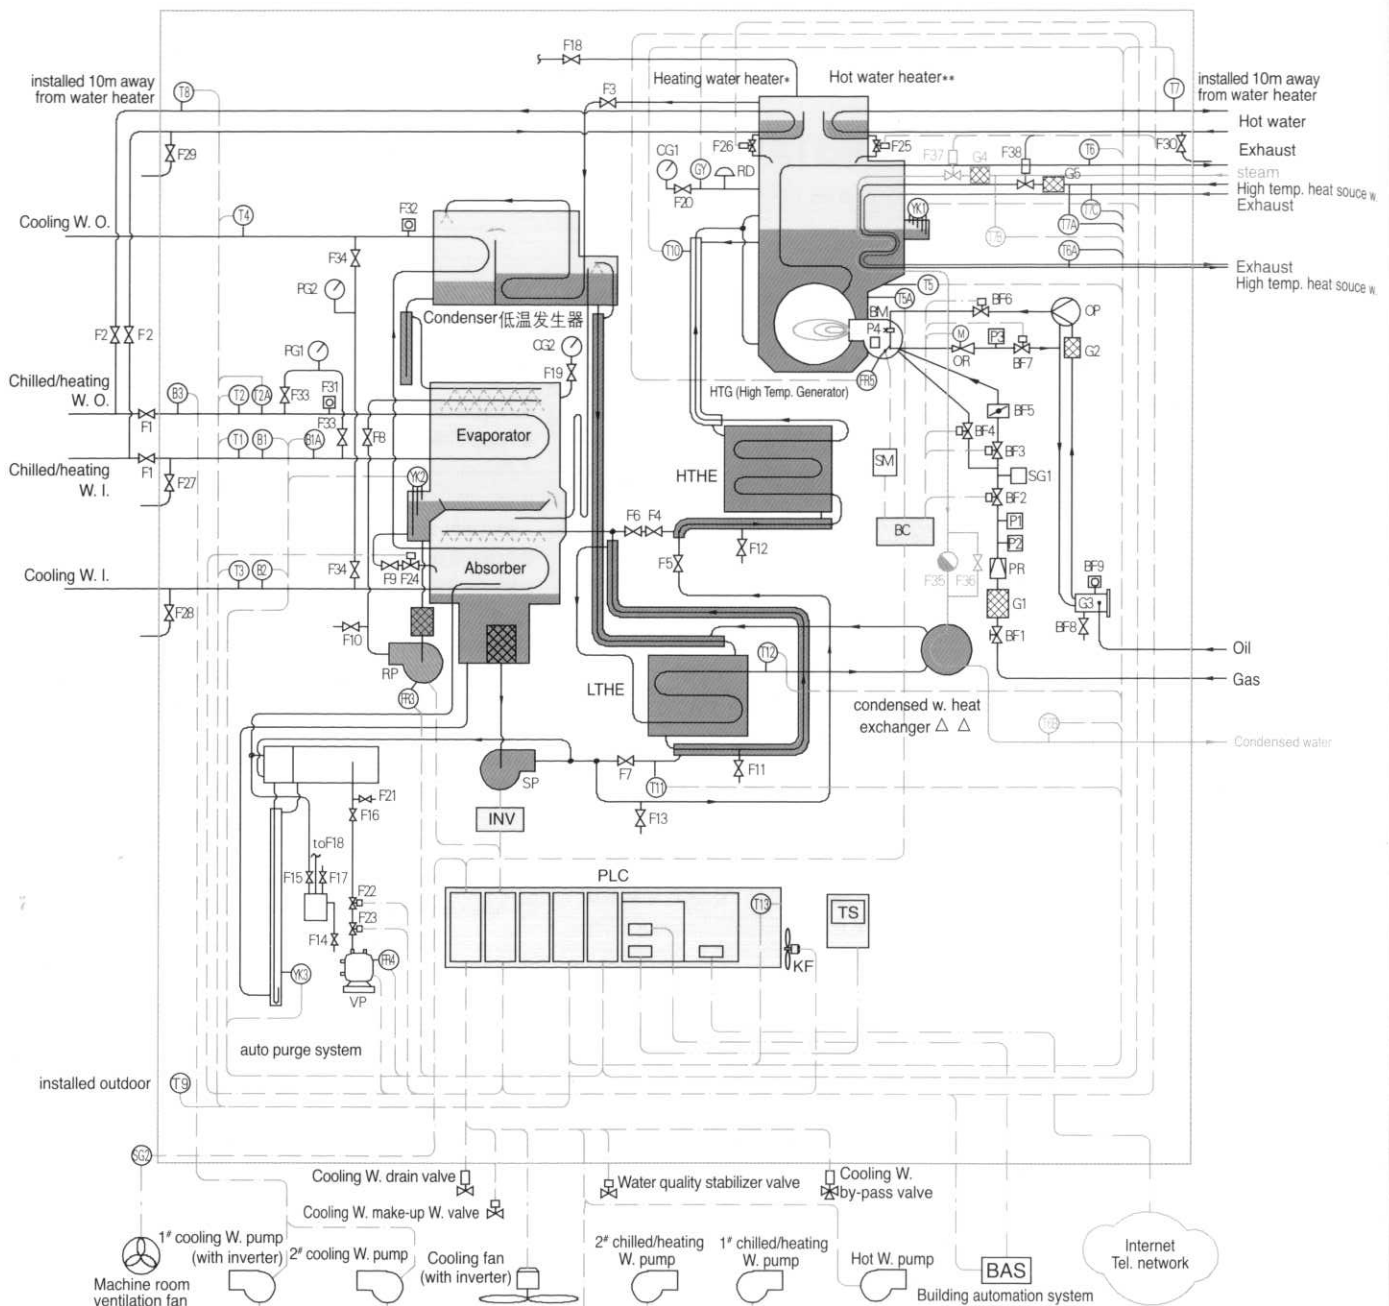 F18
Heating water heater*
Hot water heater**
installed 10m away
from water heater
T8
F3
T7
installed 10m away
from water heater
Hot water
F29
F26
F25
F37
G4
F38
G5
T6
F30
Exhaust
CG1
GY
RD
F20
steam
High temp. heat souce w.
Exhaust
YK1
T7C
T7A
Cooling W. O.
T4
F32
F34
T10
T6A
PG2
Exhaust
High temp. heat souce w.
T5
T5A
BM
P4
BF6
OP
Condenser 低温发生器
F2
F2
PG1
CG2
M
OR
P3
BF7
G2
F19
FR5
HTG (High Temp. Generator)
Chilled/heating
W. O.
B3
T2
T2A
F33
F31
F33
F1
F8
BF5
BF4
T1
B1
B1A
Evaporator
BF3
F1
Chilled/heating
W. I.
F27
YK2
HTHE
SM
SG1
BF2
F6
F4
BC
P1
P2
F12
F5
Cooling W. I.
T3
B2
F34
F9
F24
Absorber
F35
F36
PR
BF9
F28
G1
G3
F10
BF8
BF1
Oil
RP
T12
LTHE
Gas
FR3
condensed w. heat
exchanger △ △
Condensed water
SP
F7
T11
F11
F21
F16
INV
F13
toF18
F15
F17
PLC
F22
F23
T13
TS
F14
YK3
FR4
KF
VP
auto purge system
installed outdoor
T9
SG2
Cooling W. drain valve
Water quality stabilizer valve
Cooling W.
by-pass valve
Cooling W. make-up W. valve
1# cooling W. pump
(with inverter)
2# cooling W. pump
Cooling fan
(with inverter)
2# chilled/heating
W. pump
1# chilled/heating
W. pump
Hot W. pump
BAS
Building automation system
Internet
Tel. network
Machine room
ventilation fan